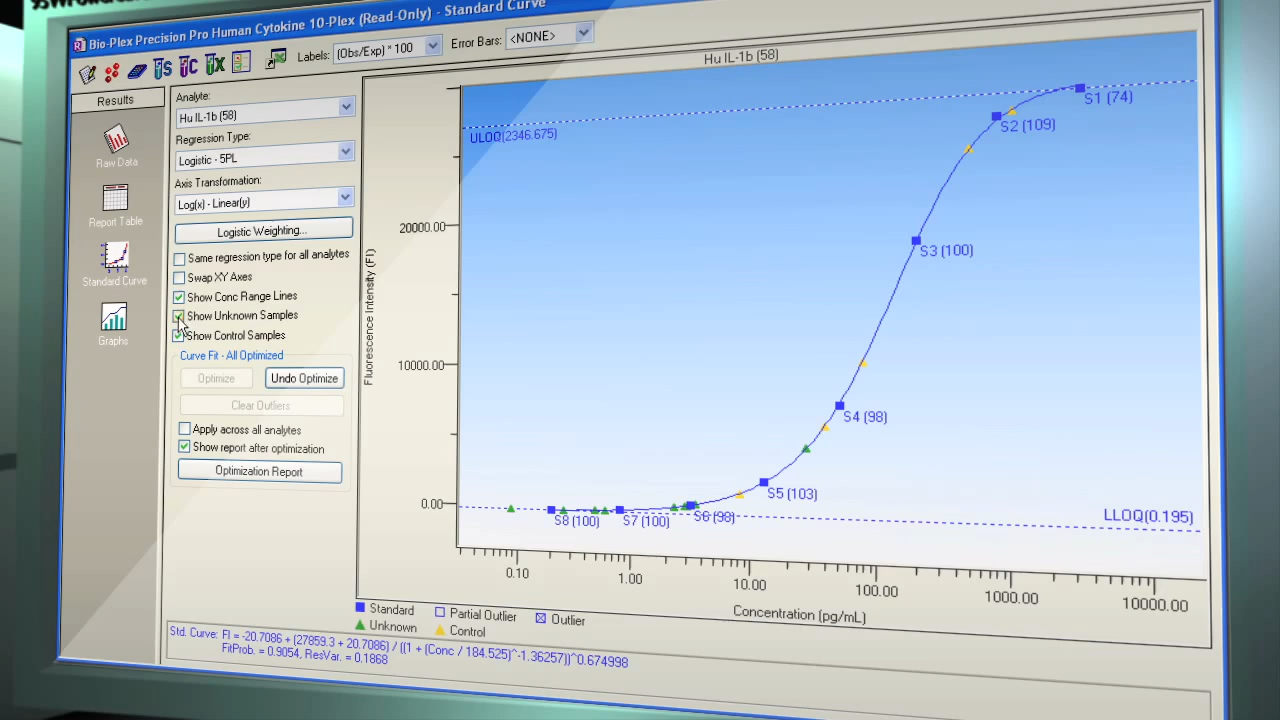 Bio-Plex Precision Pro Human Cytokine 10-Plex (Read-Only) - Standard Curve
Labels: (Obs/Exp) * 100 Error Bars: <NONE>
Results
Raw Data
Report Table
Standard Curve
Graphs
Analyte:
Hu IL-1b (58)
Regression Type:
Logistic - 5PL
Axis Transformation:
Log(x) - Linear(y)
Logistic Weighting...
Same regression type for all analytes
Swap XY Axes
Show Conc Range Lines
Show Unknown Samples
Show Control Samples
Curve Fit - All Optimized
Optimize Undo Optimize
Clear Outliers
Apply across all analytes
Show report after optimization
Optimization Report
Hu IL-1b (58)
ULOQ(2346.675)
S1 (74)
S2 (109)
S3 (100)
S4 (98)
S5 (103)
S6 (98)
S7 (100)
S8 (100)
LLOQ(0.195)
Fluorescence Intensity (FI)
20000.00
10000.00
0.00
0.10 1.00 10.00 100.00 1000.00 10000.00
Concentration (pg/mL)
Standard Partial Outlier Outlier
Unknown Control
Std. Curve: FI = -20.7086 + (27859.3 + 20.7086) / ((1 + (Conc / 184.525)^-1.36257))^0.674998
FitProb. = 0.9054, ResVar. = 0.1868